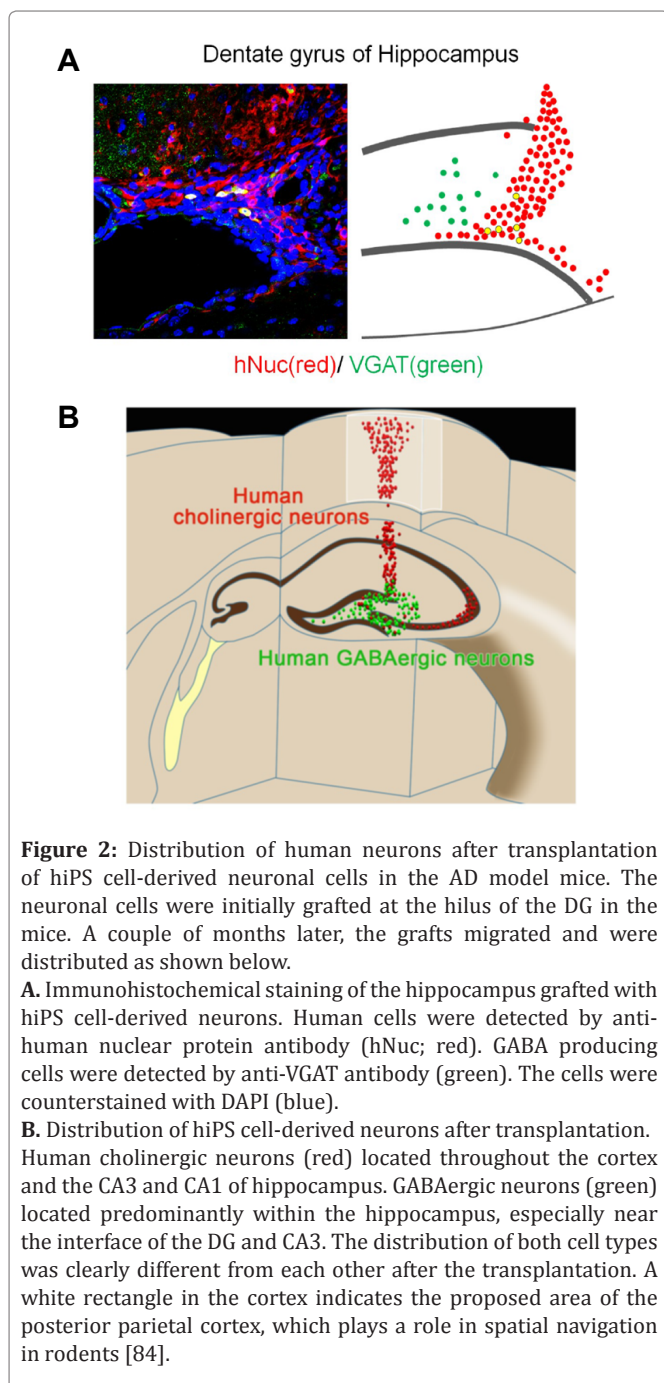 A
Dentate gyrus of Hippocampus
hNuc(red)/ VGAT(green)
B
Human
cholinergic neurons
Human GABAergic neurons
Figure 2: Distribution of human neurons after transplantation
of hiPS cell-derived neuronal cells in the AD model mice. The
neuronal cells were initially grafted at the hilus of the DG in the
mice. A couple of months later, the grafts migrated and were
distributed as shown below.
A. Immunohistochemical staining of the hippocampus grafted with
hiPS cell-derived neurons. Human cells were detected by anti-
human nuclear protein antibody (hNuc; red). GABA producing
cells were detected by anti-VGAT antibody (green). The cells were
counterstained with DAPI (blue).
B. Distribution of hiPS cell-derived neurons after transplantation.
Human cholinergic neurons (red) located throughout the cortex
and the CA3 and CA1 of hippocampus. GABAergic neurons (green)
located predominantly within the hippocampus, especially near
the interface of the DG and CA3. The distribution of both cell types
was clearly different from each other after the transplantation. A
white rectangle in the cortex indicates the proposed area of the
posterior parietal cortex, which plays a role in spatial navigation
in rodents [84].